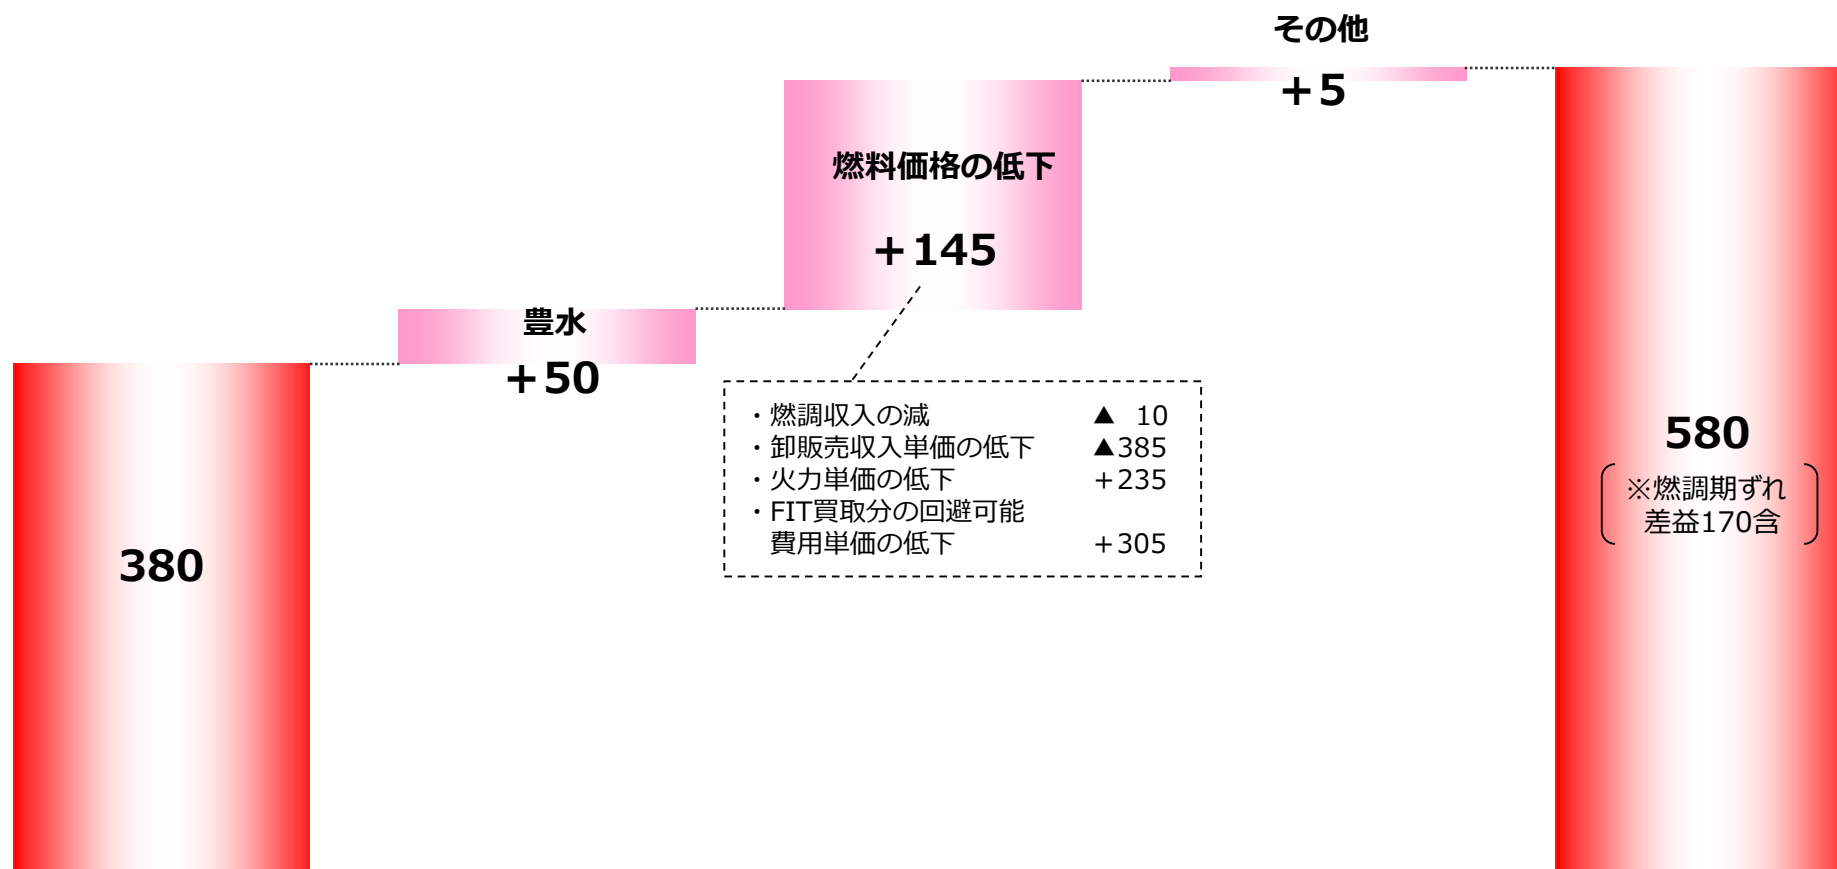 その他
+5
燃料価格の低下
+145
豊水
+50
・燃調収入の減 ▲ 10
・卸販売収入単価の低下 ▲385
・火力単価の低下 +235
・FIT買取分の回避可能
費用単価の低下 +305
380
580
※燃調期ずれ
差益170含